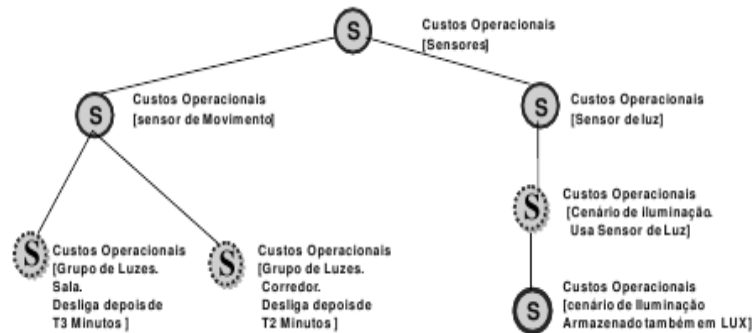 S
Custos Operacionais
[Sensores]
S
Custos Operacionais
[sensor de Movimento]
S
Custos Operacionais
[Sensor de luz]
S
Custos Operacionais
[Cenário de iluminação.
Usa Sensor de Luz]
S
Custos Operacionais
[Grupo de Luzes.
Sala.
Desliga depois de
T3 Minutos ]
S
Custos Operacionais
[Grupo de Luzes.
Corredor.
Desliga depois de
T2 Minutos ]
S
Custos Operacionais
[cenário de Iluminação
Armazenado também em LUX]